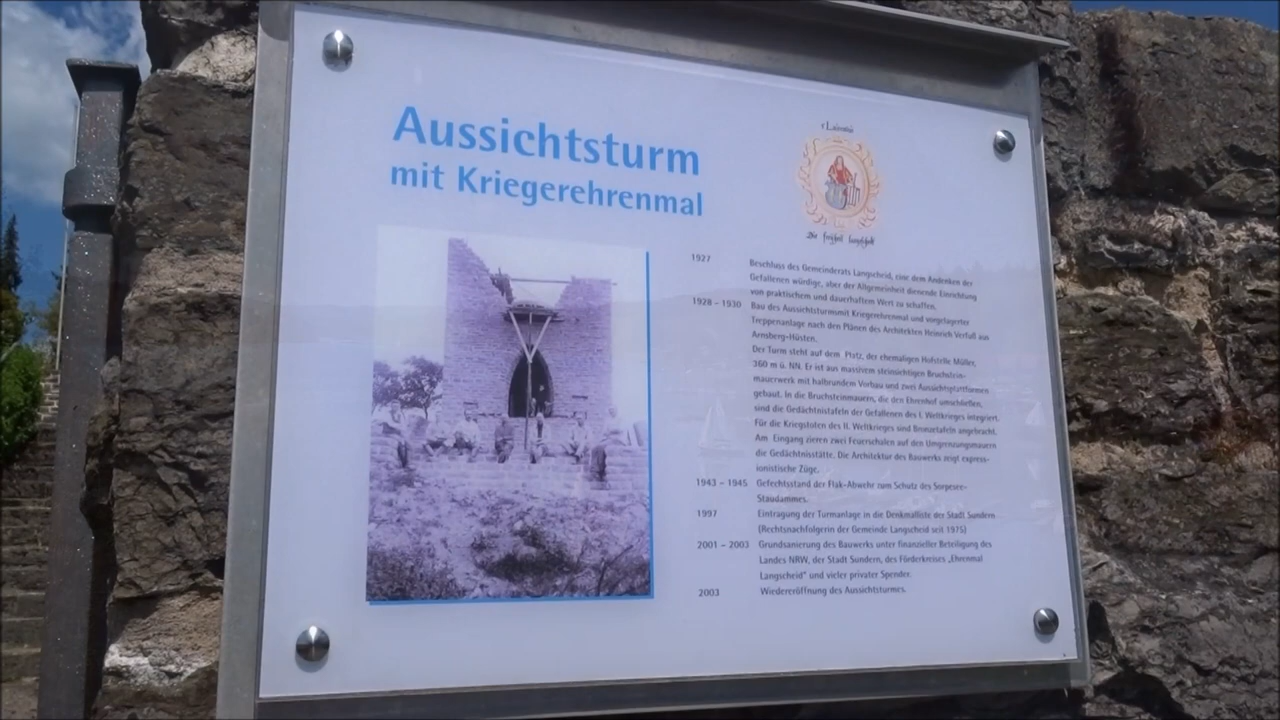 Aussichtsturm
mit Kriegerehrenmal
Die Freiheit Langscheid
1927 Beschluss des Gemeinderats Langscheid, eine dem Andenken der
Gefallenen würdige, aber der Allgemeinheit dienende Einrichtung
von praktischem und dauerhaftem Wert zu schaffen.
1928 – 1930 Bau des Aussichtsturmmit Kriegerehrenmal und vorgelagerter
Treppenanlage nach den Plänen des Architekten Heinrich Verfuß aus
Arnsberg-Hüsten.
Der Turm steht auf dem Platz, der ehemaligen Hofstelle Müller,
360 m ü. NN. Er ist aus massivem steinsichtigen Bruchstein-
mauerwerk mit halbrundem Vorbau und zwei Aussichtsplattformen
gebaut. In die Bruchsteinmauern, die den Ehrenhof umschließen,
sind die Gedächtnistafeln der Gefallenen des I. Weltkrieges integriert.
Für die Kriegstoten des II. Weltkrieges sind Bronzetafeln angebracht.
Am Eingang zieren zwei Feuerschalen auf den Umgrenzungsmauern
die Gedächtnisstätte. Die Architektur des Bauwerks zeigt express-
ionistische Züge.
1943 – 1945 Gefechtsstand der Flak-Abwehr zum Schutz des Sorpesee-
Staudammes.
1997 Eintragung der Turmanlage in die Denkmalliste der Stadt Sundern
(Rechtsnachfolgerin der Gemeinde Langscheid seit 1975)
2001 – 2003 Grundsanierung des Bauwerks unter finanzieller Beteiligung des
Landes NRW, der Stadt Sundern, des Förderkreises „Ehrenmal
Langscheid" und vieler privater Spender.
2003 Wiedereröffnung des Aussichtsturmes.